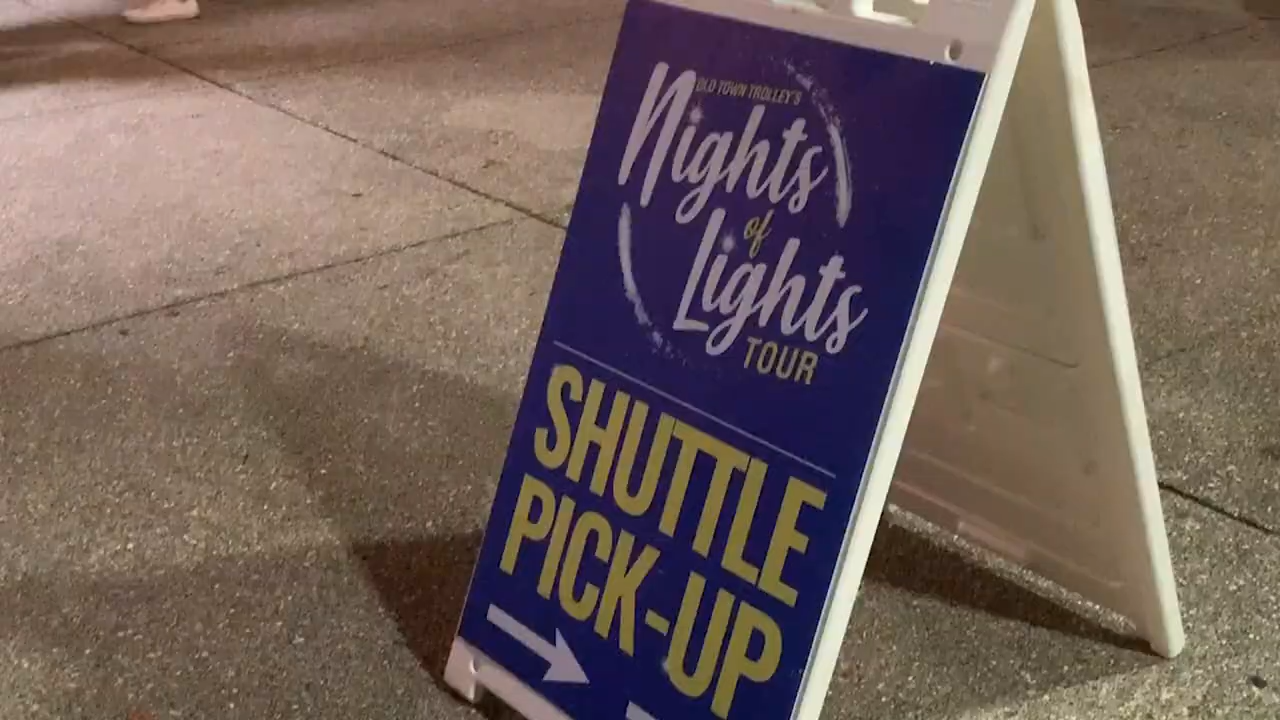 OLD TOWN TROLLEY'S
Nights
of
Lights
TOUR
SHUTTLE
PICK-UP